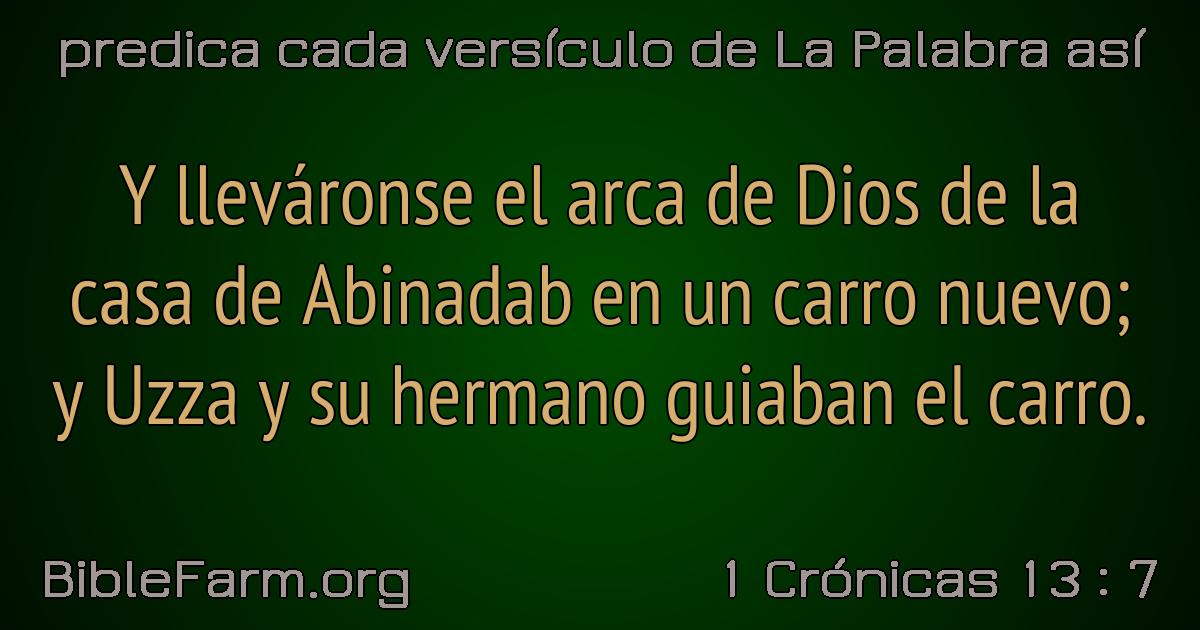 predica cada versículo de La Palabra así
Y lleváronse el arca de Dios de la
casa de Abinadab en un carro nuevo;
y Uzza y su hermano guiaban el carro.
BibleFarm.org
1 Crónicas 13 : 7